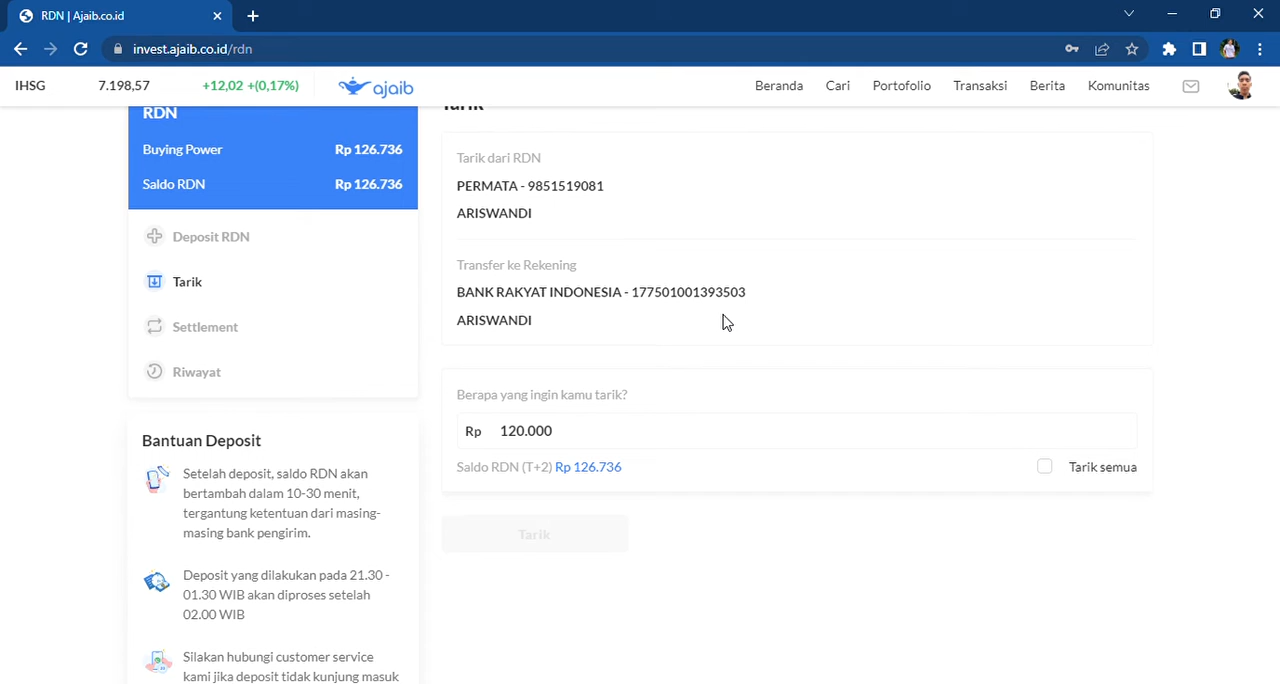 RDN | Ajaib.co.id
invest.ajaib.co.id/rdn
IHSG 7.198,57 +12,02 +(0,17%) ajaib Beranda Cari Portofolio Transaksi Berita Komunitas
RDN
Buying Power Rp 126.736
Saldo RDN Rp 126.736
Deposit RDN
Tarik
Settlement
Riwayat
Bantuan Deposit
Setelah deposit, saldo RDN akan
bertambah dalam 10-30 menit,
tergantung ketentuan dari masing-
masing bank pengirim.
Deposit yang dilakukan pada 21.30 -
01.30 WIB akan diproses setelah
02.00 WIB
Silakan hubungi customer service
kami jika deposit tidak kunjung masuk
Tarik
Tarik dari RDN
PERMATA - 9851519081
ARISWANDI
Transfer ke Rekening
BANK RAKYAT INDONESIA - 177501001393503
ARISWANDI
Berapa yang ingin kamu tarik?
Rp 120.000
Saldo RDN (T+2) Rp 126.736 Tarik semua
Tarik